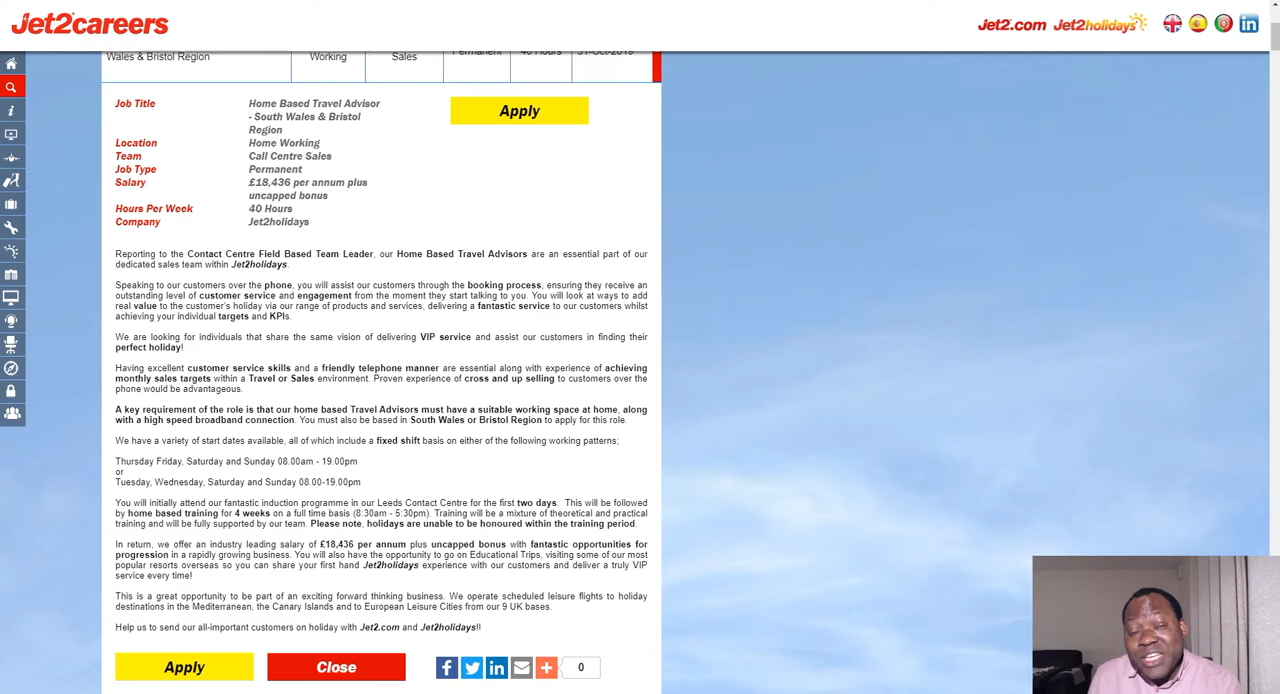 Jet2careers
Jet2.com Jet2holidays
in
Wales & Bristol Region
Working
Sales
Permanent
40 Hours
31-Oct-2019
Job Title Home Based Travel Advisor
- South Wales & Bristol
Region
Apply
Location Home Working
Team Call Centre Sales
Job Type Permanent
Salary £18,436 per annum plus
uncapped bonus
Hours Per Week 40 Hours
Company Jet2holidays
Reporting to the Contact Centre Field Based Team Leader, our Home Based Travel Advisors are an essential part of our
dedicated sales team within Jet2holidays.
Speaking to our customers over the phone, you will assist our customers through the booking process, ensuring they receive an
outstanding level of customer service and engagement from the moment they start talking to you. You will look at ways to add
real value to the customer's holiday via our range of products and services, delivering a fantastic service to our customers whilst
achieving your individual targets and KPIs.
We are looking for individuals that share the same vision of delivering VIP service and assist our customers in finding their
perfect holiday!
Having excellent customer service skills and a friendly telephone manner are essential along with experience of achieving
monthly sales targets within a Travel or Sales environment. Proven experience of cross and up selling to customers over the
phone would be advantageous.
A key requirement of the role is that our home based Travel Advisors must have a suitable working space at home, along
with a high speed broadband connection. You must also be based in South Wales or Bristol Region to apply for this role.
We have a variety of start dates available, all of which include a fixed shift basis on either of the following working patterns;
Thursday Friday, Saturday and Sunday 08.00am - 19.00pm
or
Tuesday, Wednesday, Saturday and Sunday 08.00-19.00pm
You will initially attend our fantastic induction programme in our Leeds Contact Centre for the first two days. This will be followed
by home based training for 4 weeks on a full time basis (8:30am - 5:30pm). Training will be a mixture of theoretical and practical
training and will be fully supported by our team. Please note, holidays are unable to be honoured within the training period.
In return, we offer an industry leading salary of £18,436 per annum plus uncapped bonus with fantastic opportunities for
progression in a rapidly growing business. You will also have the opportunity to go on Educational Trips, visiting some of our most
popular resorts overseas so you can share your first hand Jet2holidays experience with our customers and deliver a truly VIP
service every time!
This is a great opportunity to be part of an exciting forward thinking business. We operate scheduled leisure flights to holiday
destinations in the Mediterranean, the Canary Islands and to European Leisure Cities from our 9 UK bases.
Help us to send our all-important customers on holiday with Jet2.com and Jet2holidays!!
Apply
Close
0